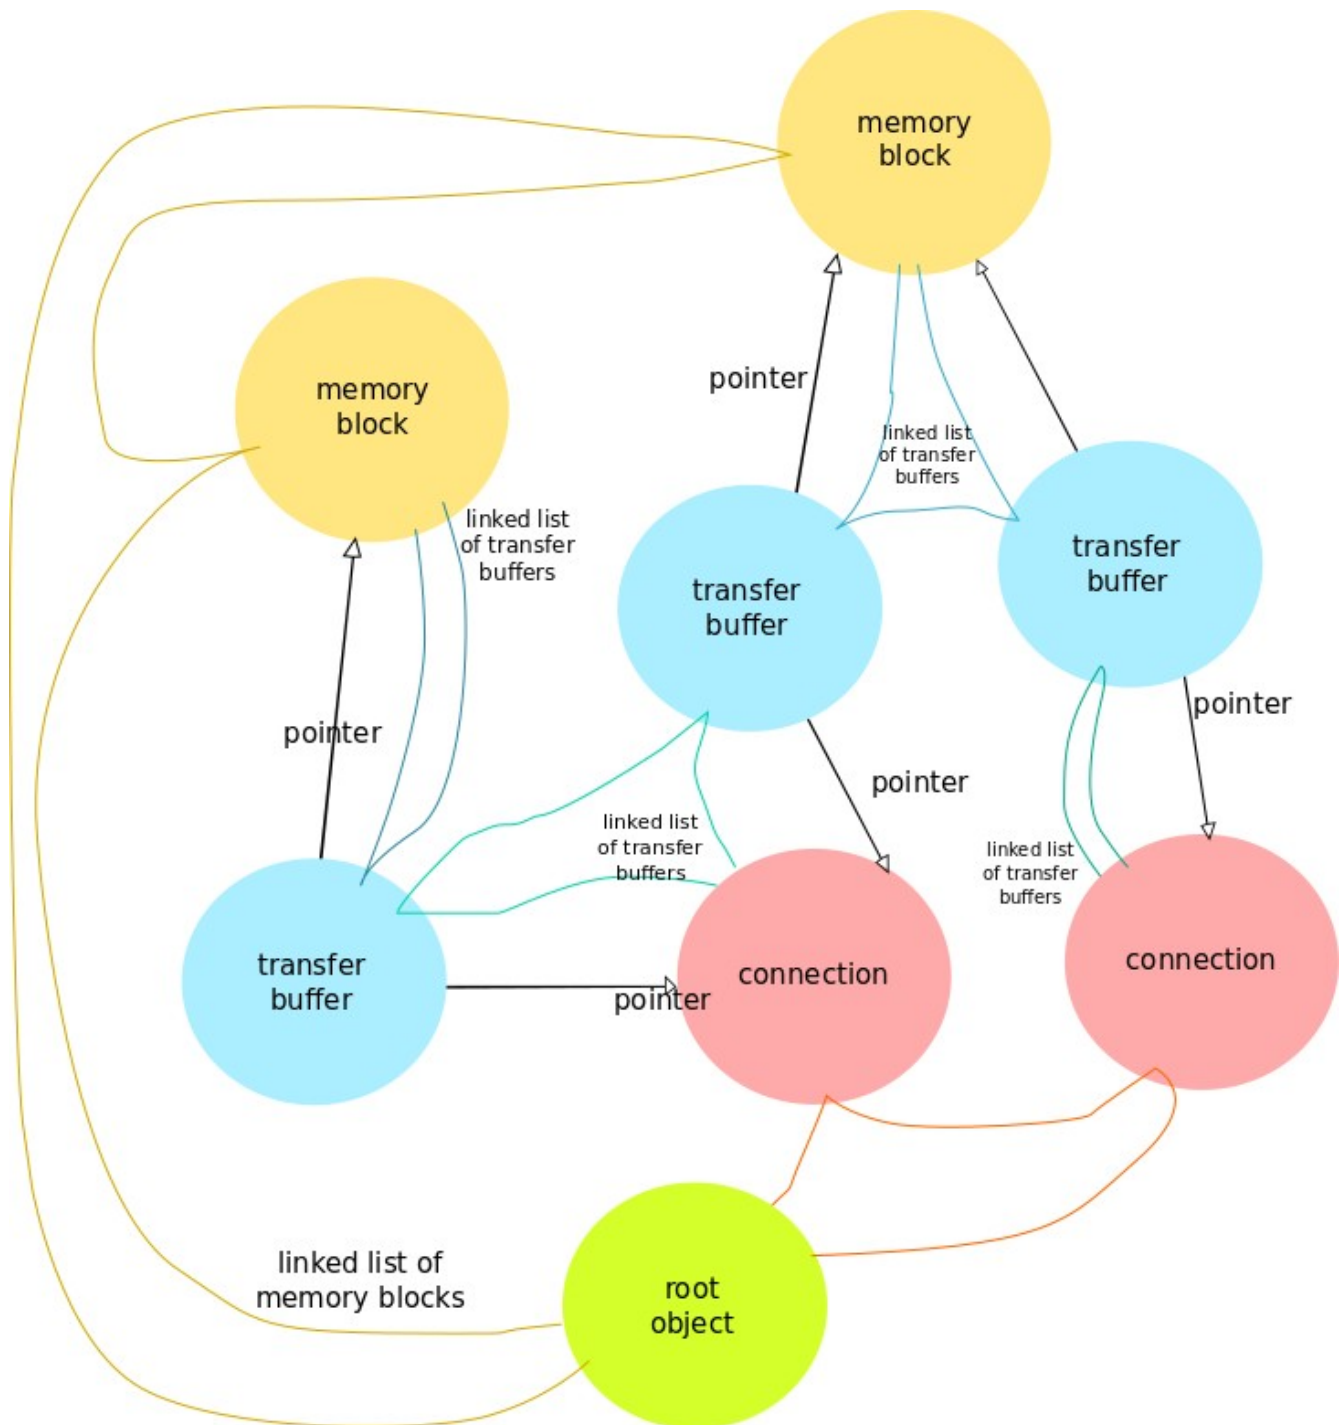 memory
block
memory
block
pointer
linked list
of transfer
buffers
linked list
of transfer
buffers
transfer
buffer
transfer
buffer
pointer
pointer
pointer
linked list
of transfer
buffers
linked list
of transfer
buffers
transfer
buffer
pointer
connection
connection
linked list of
memory blocks
root
object